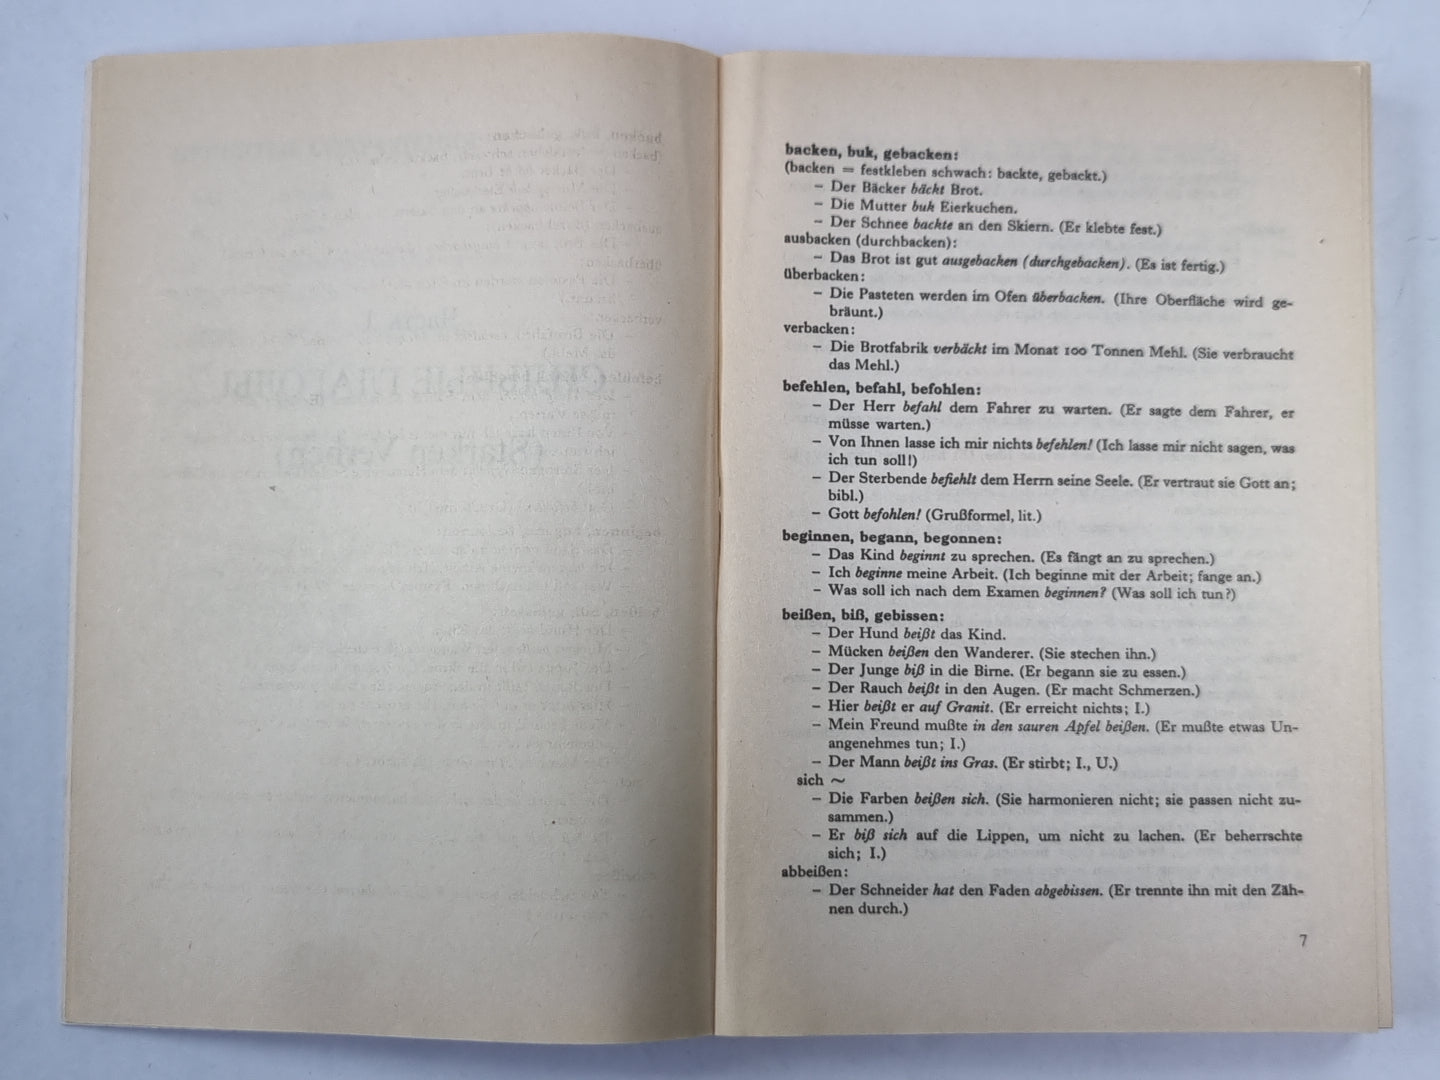 backen, buk, gebacken:
(backen = festkleben schwach: backte, gebackt.)
– Der Bäcker bäckt Brot.
– Die Mutter buk Eierkuchen.
– Der Schnee backte an den Skiern. (Er klebte fest.)
ausbacken (durchbacken):
– Das Brot ist gut ausgebacken (durchgebacken). (Es ist fertig.)
überbacken:
– Die Pasteten werden im Ofen überbacken. (Ihre Oberfläche wird ge-
bräunt.)
verbacken:
– Die Brotfabrik verbäckt im Monat 100 Tonnen Mehl. (Sie verbraucht
das Mehl.)
befehlen, befahl, befohlen:
– Der Herr befahl dem Fahrer zu warten. (Er sagte dem Fahrer, er
müsse warten.)
– Von Ihnen lasse ich mir nichts befehlen! (Ich lasse mir nicht sagen, was
ich tun soll!)
– Der Sterbende befiehlt dem Herrn seine Seele. (Er vertraut sie Gott an;
bibl.)
– Gott befohlen! (Grußformel, lit.)
beginnen, begann, begonnen:
– Das Kind beginnt zu sprechen. (Es fängt an zu sprechen.)
– Ich beginne meine Arbeit. (Ich beginne mit der Arbeit; fange an.)
– Was soll ich nach dem Examen beginnen? (Was soll ich tun?)
beißen, biß, gebissen:
– Der Hund beißt das Kind.
– Mücken beißen den Wanderer. (Sie stechen ihn.)
– Der Junge biß in die Birne. (Er begann sie zu essen.)
– Der Rauch beißt in den Augen. (Er macht Schmerzen.)
– Hier beißt er auf Granit. (Er erreicht nichts; I.)
– Mein Freund mußte in den sauren Apfel beißen. (Er mußte etwas Un-
angenehmes tun; I.)
– Der Mann beißt ins Gras. (Er stirbt; I., U.)
sich ~
– Die Farben beißen sich. (Sie harmonieren nicht; sie passen nicht zu-
sammen.)
– Er biß sich auf die Lippen, um nicht zu lachen. (Er beherrschte
sich; I.)
abbeißen:
– Der Schneider hat den Faden abgebissen. (Er trennte ihn mit den Zäh-
nen durch.)
7